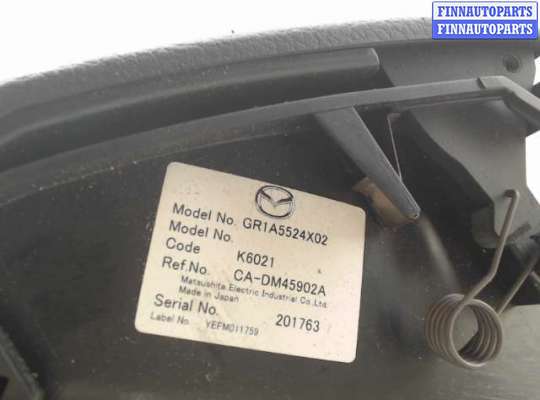 FINNAUTOPARTS
FINNAUTOPARTS
Model No. GR1A5524X02
Model No.
Code K6021
Ref.No. CA-DM45902A
Matsushita Electric Industrial Co.Ltd.
Made in Japan
Serial No. 201763
Label No. YEFM011759